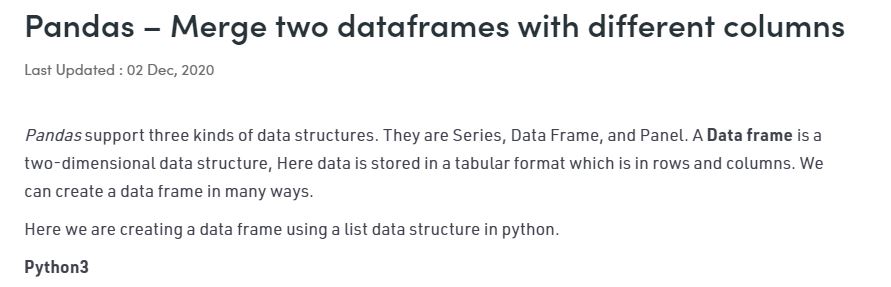 Pandas – Merge two dataframes with different columns
Last Updated : 02 Dec, 2020
Pandas support three kinds of data structures. They are Series, Data Frame, and Panel. A Data frame is a
two-dimensional data structure, Here data is stored in a tabular format which is in rows and columns. We
can create a data frame in many ways.
Here we are creating a data frame using a list data structure in python.
Python3